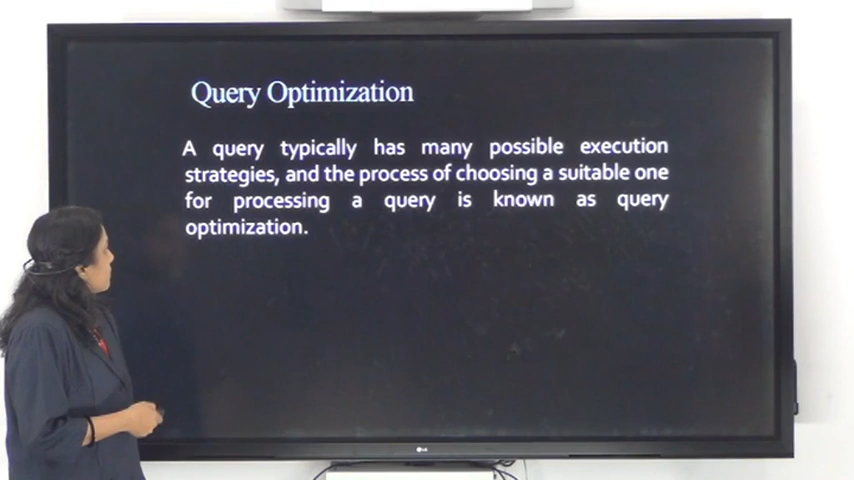 Query Optimization
A query typically has many possible execution
strategies, and the process of choosing a suitable one
for processing a query is known as query
optimization.
LG